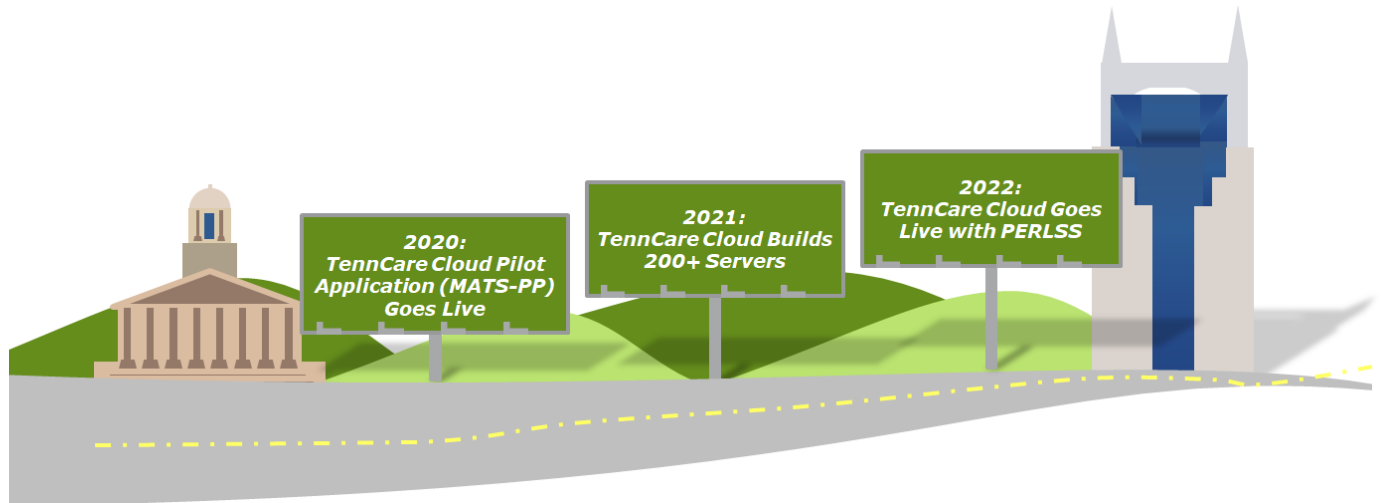 2020:
TennCare Cloud Pilot
Application (MATS-PP)
Goes Live
2021:
TennCare Cloud Builds
200+ Servers
2022:
TennCare Cloud Goes
Live with PERLSS